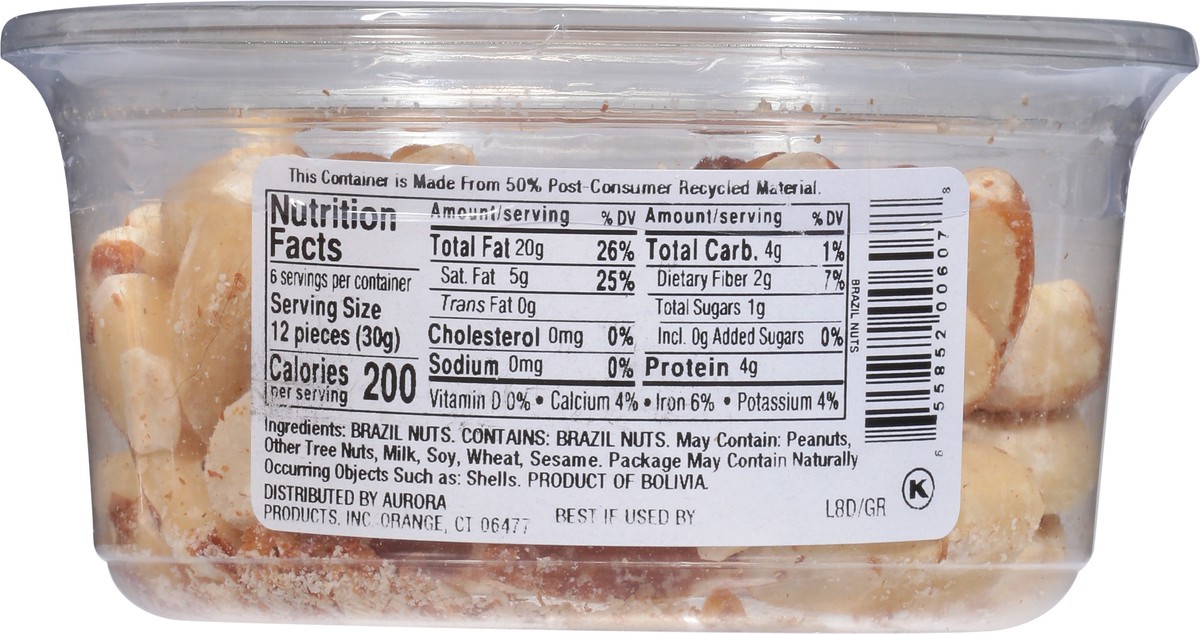 This Container is Made From 50% Post-Consumer Recycled Material.
Nutrition
Facts
6 servings per container
Serving Size
12 pieces (30g)
Calories 200
per serving
Amount/serving % DV
Total Fat 20g 26%
Sat. Fat 5g 25%
Trans Fat 0g
Cholesterol 0mg 0%
Sodium 0mg 0%
Amount/serving % DV
Total Carb. 4g 1%
Dietary Fiber 2g 7%
Total Sugars 1g
Incl. 0g Added Sugars 0%
Protein 4g
Vitamin D 0% • Calcium 4% • Iron 6% • Potassium 4%
Ingredients: BRAZIL NUTS. CONTAINS: BRAZIL NUTS. May Contain: Peanuts,
Other Tree Nuts, Milk, Soy, Wheat, Sesame. Package May Contain Naturally
Occurring Objects Such as: Shells. PRODUCT OF BOLIVIA.
DISTRIBUTED BY AURORA
PRODUCTS, INC. ORANGE, CT 06477
BEST IF USED BY
L8D/GR
K
BRAZIL NUTS
6 55852 00607 8